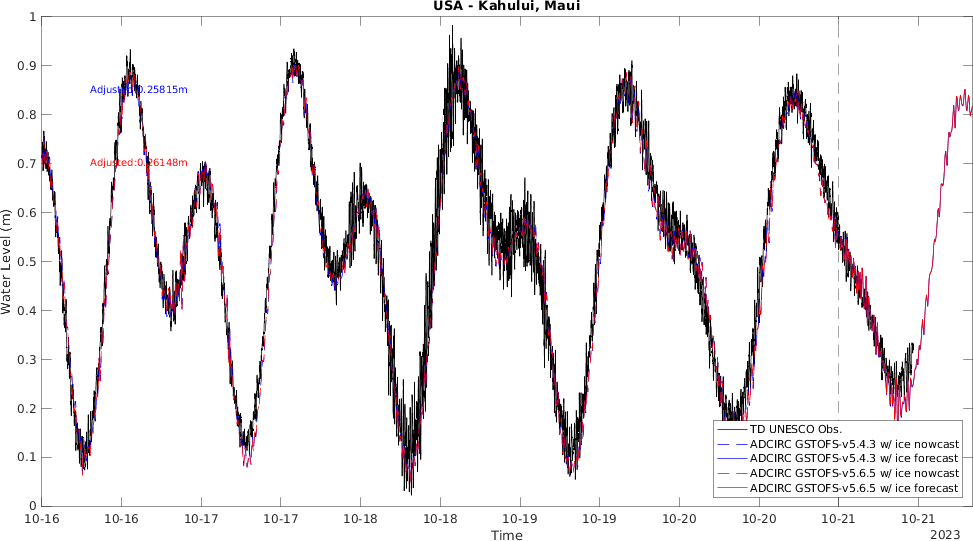 USA - Kahului, Maui
1
0.9
0.8
0.7
0.6
0.5
0.4
0.3
0.2
0.1
0
Water Level (m)
Adjusted:0.25815m
Adjusted:0.26148m
TD UNESCO Obs.
ADCIRC GSTOFS-v5.4.3 w/ ice nowcast
ADCIRC GSTOFS-v5.4.3 w/ ice forecast
ADCIRC GSTOFS-v5.6.5 w/ ice nowcast
ADCIRC GSTOFS-v5.6.5 w/ ice forecast
10-16 10-16 10-17 10-17 10-18 10-18 10-19 10-19 10-20 10-20 10-21 10-21
Time
2023